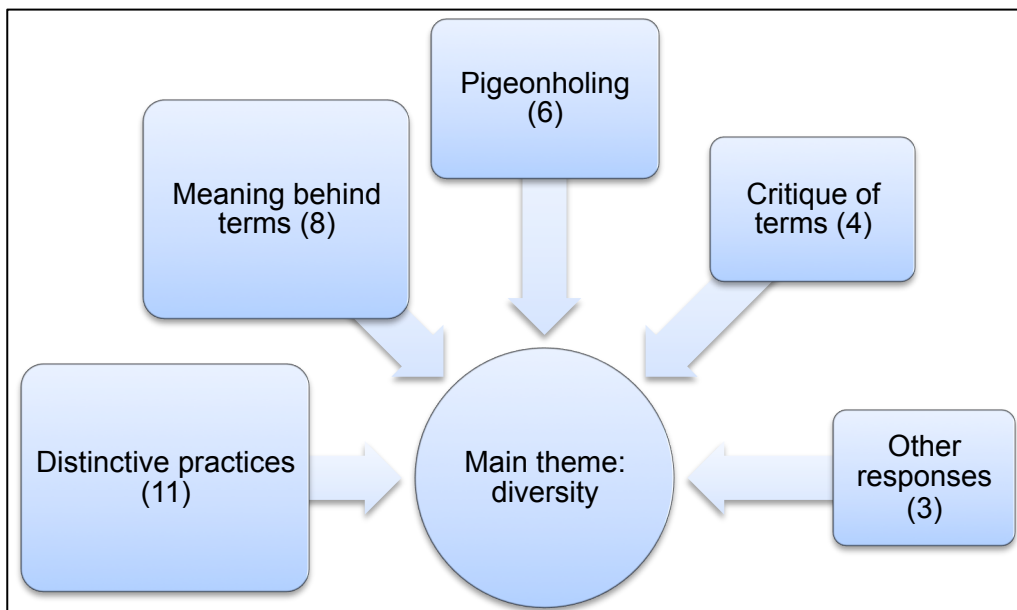 Pigeonholing
(6)
Meaning behind
terms (8)
Critique of
terms (4)
Distinctive practices
(11)
Main theme:
diversity
Other
responses
(3)